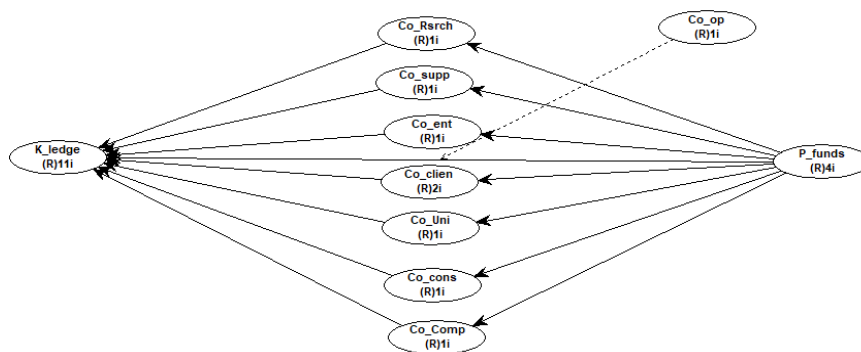 Co_Rsrch
(R)1i
Co_op
(R)1i
Co_supp
(R)1i
Co_ent
(R)1i
K_ledge
(R)11i
P_funds
(R)4i
Co_clien
(R)2i
Co_Uni
(R)1i
Co_cons
(R)1i
Co_Comp
(R)1i